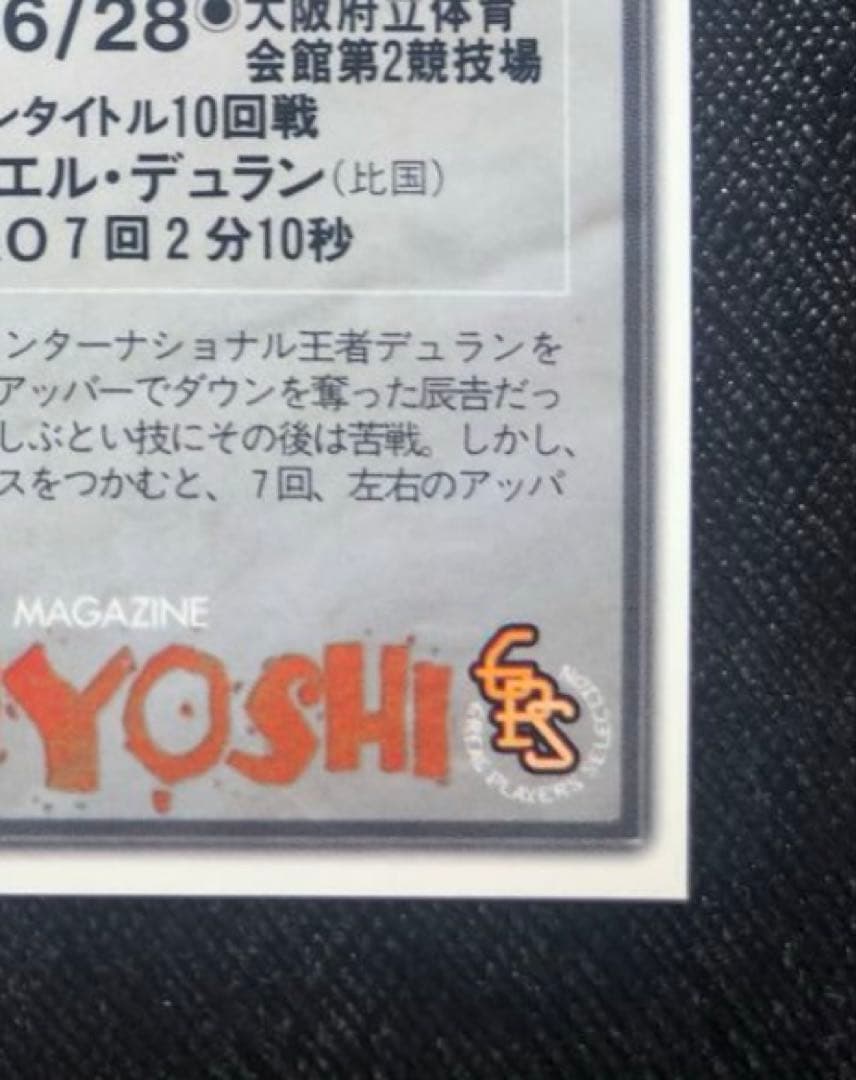 6/28●大阪府立体育
会館第2競技場
ンタイトル10回戦
エル・デュラン(比国)
O7回2分10秒
ンターナショナル王者デュランを
アッパーでダウンを奪った辰吉だっ
しぶとい技にその後は苦戦。しかし、
スをつかむと、7回、左右のアッパ
MAGAZINE
YOSHI
GPS
GREAT PLAYERS SELECTION